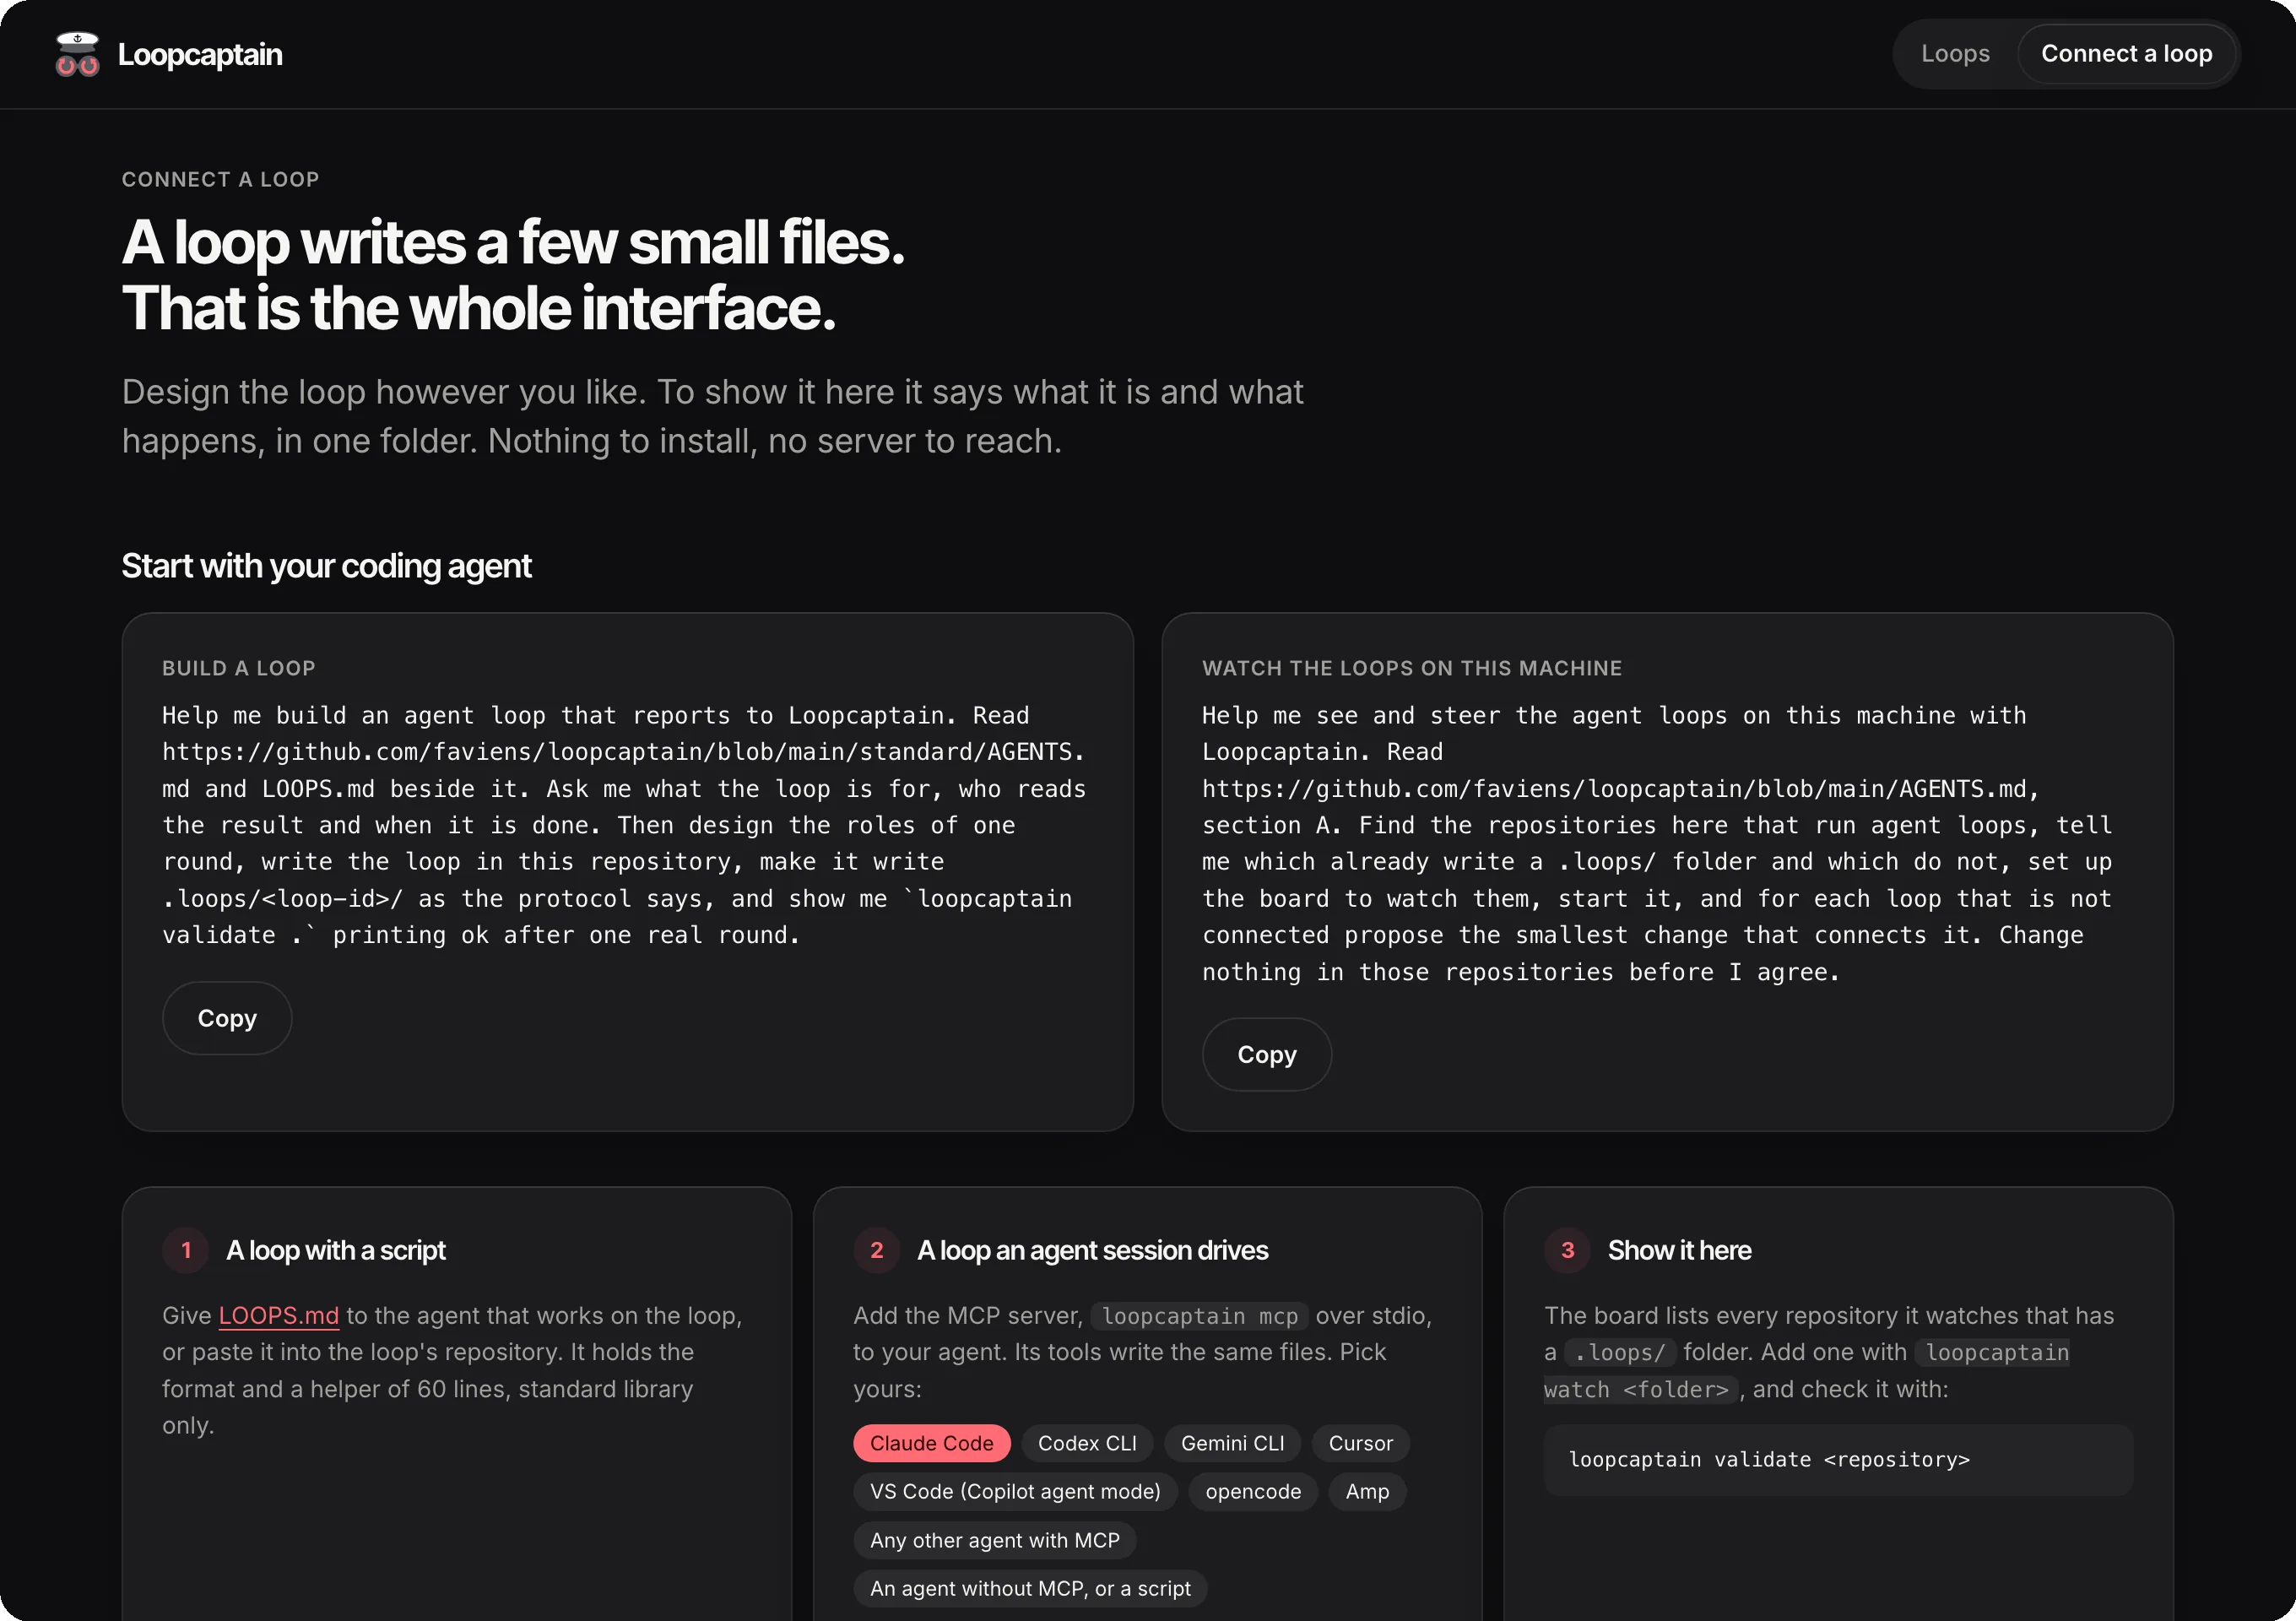 Loopcaptain
Loops
Connect a loop
CONNECT A LOOP
A loop writes a few small files.
That is the whole interface.
Design the loop however you like. To show it here it says what it is and what
happens, in one folder. Nothing to install, no server to reach.
Start with your coding agent
BUILD A LOOP
Help me build an agent loop that reports to Loopcaptain. Read
https://github.com/faviens/loopcaptain/blob/main/standard/AGENTS.
md and LOOPS.md beside it. Ask me what the loop is for, who reads
the result and when it is done. Then design the roles of one
round, write the loop in this repository, make it write
.loops/<loop-id>/ as the protocol says, and show me `loopcaptain
validate .` printing ok after one real round.
Copy
WATCH THE LOOPS ON THIS MACHINE
Help me see and steer the agent loops on this machine with
Loopcaptain. Read
https://github.com/faviens/loopcaptain/blob/main/AGENTS.md,
section A. Find the repositories here that run agent loops, tell
me which already write a .loops/ folder and which do not, set up
the board to watch them, start it, and for each loop that is not
connected propose the smallest change that connects it. Change
nothing in those repositories before I agree.
Copy
1 A loop with a script
Give LOOPS.md to the agent that works on the loop,
or paste it into the loop's repository. It holds the
format and a helper of 60 lines, standard library
only.
2 A loop an agent session drives
Add the MCP server, loopcaptain mcp over stdio,
to your agent. Its tools write the same files. Pick
yours:
Claude Code Codex CLI Gemini CLI Cursor
VS Code (Copilot agent mode) opencode Amp
Any other agent with MCP
An agent without MCP, or a script
3 Show it here
The board lists every repository it watches that has
a .loops/ folder. Add one with loopcaptain
watch <folder>, and check it with:
loopcaptain validate <repository>